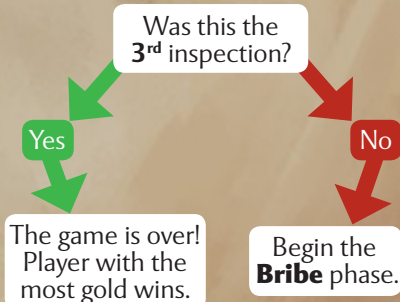 Was this the
3rd inspection?
Yes
No
The game is over!
Player with the
most gold wins.
Begin the
Bribe phase.